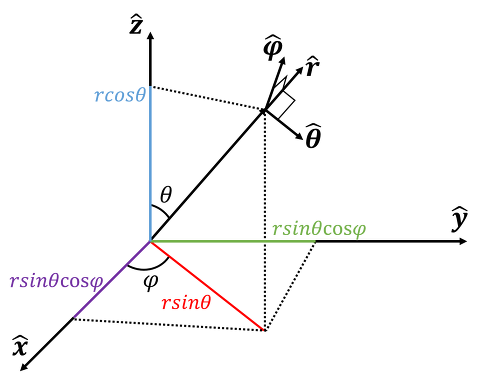 ẑ
φ̂
r̂
rcosθ
θ̂
θ
ŷ
rsinθcosφ
rsinθcosφ
φ
rsinθ
x̂